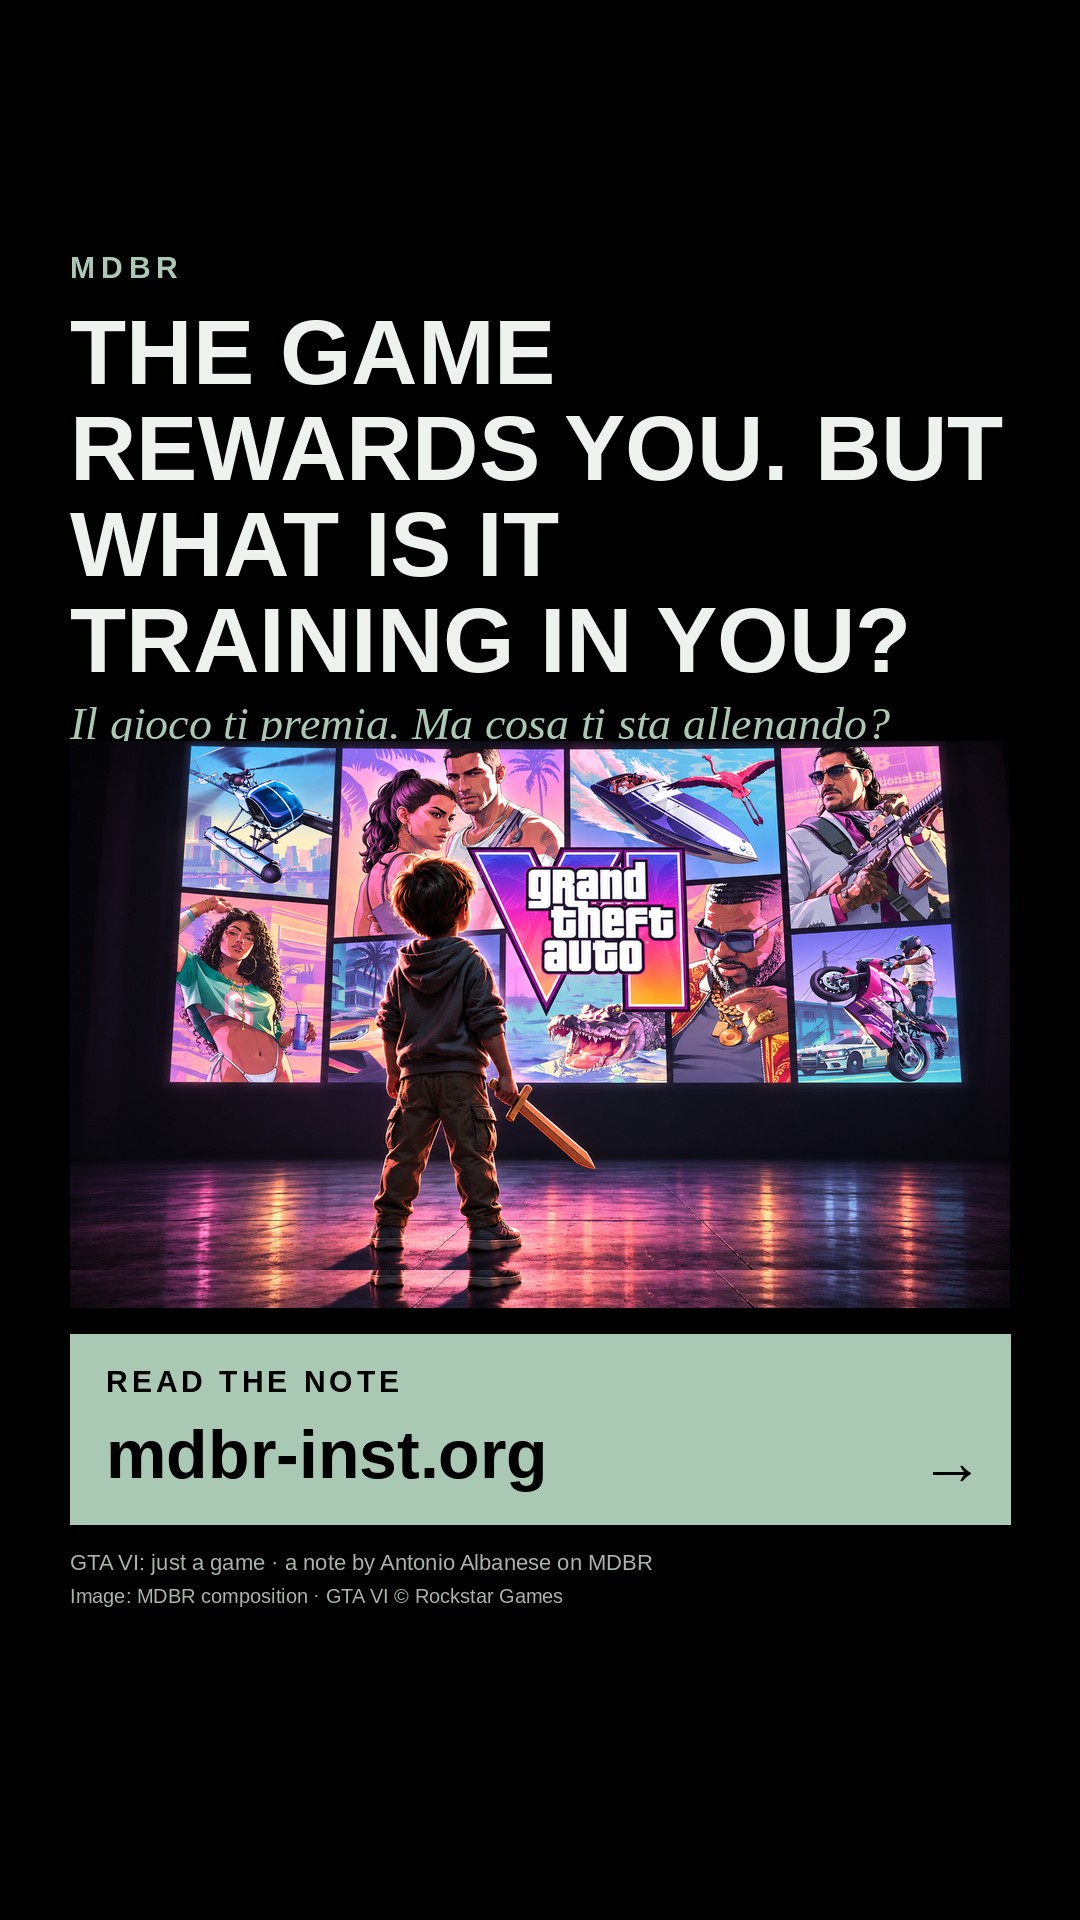 MDBR
THE GAME
REWARDS YOU. BUT
WHAT IS IT
TRAINING IN YOU?
Il gioco ti premia. Ma cosa ti sta allenando?
grand
theft
auto
VI
READ THE NOTE
mdbr-inst.org
→
GTA VI: just a game · a note by Antonio Albanese on MDBR
Image: MDBR composition · GTA VI © Rockstar Games